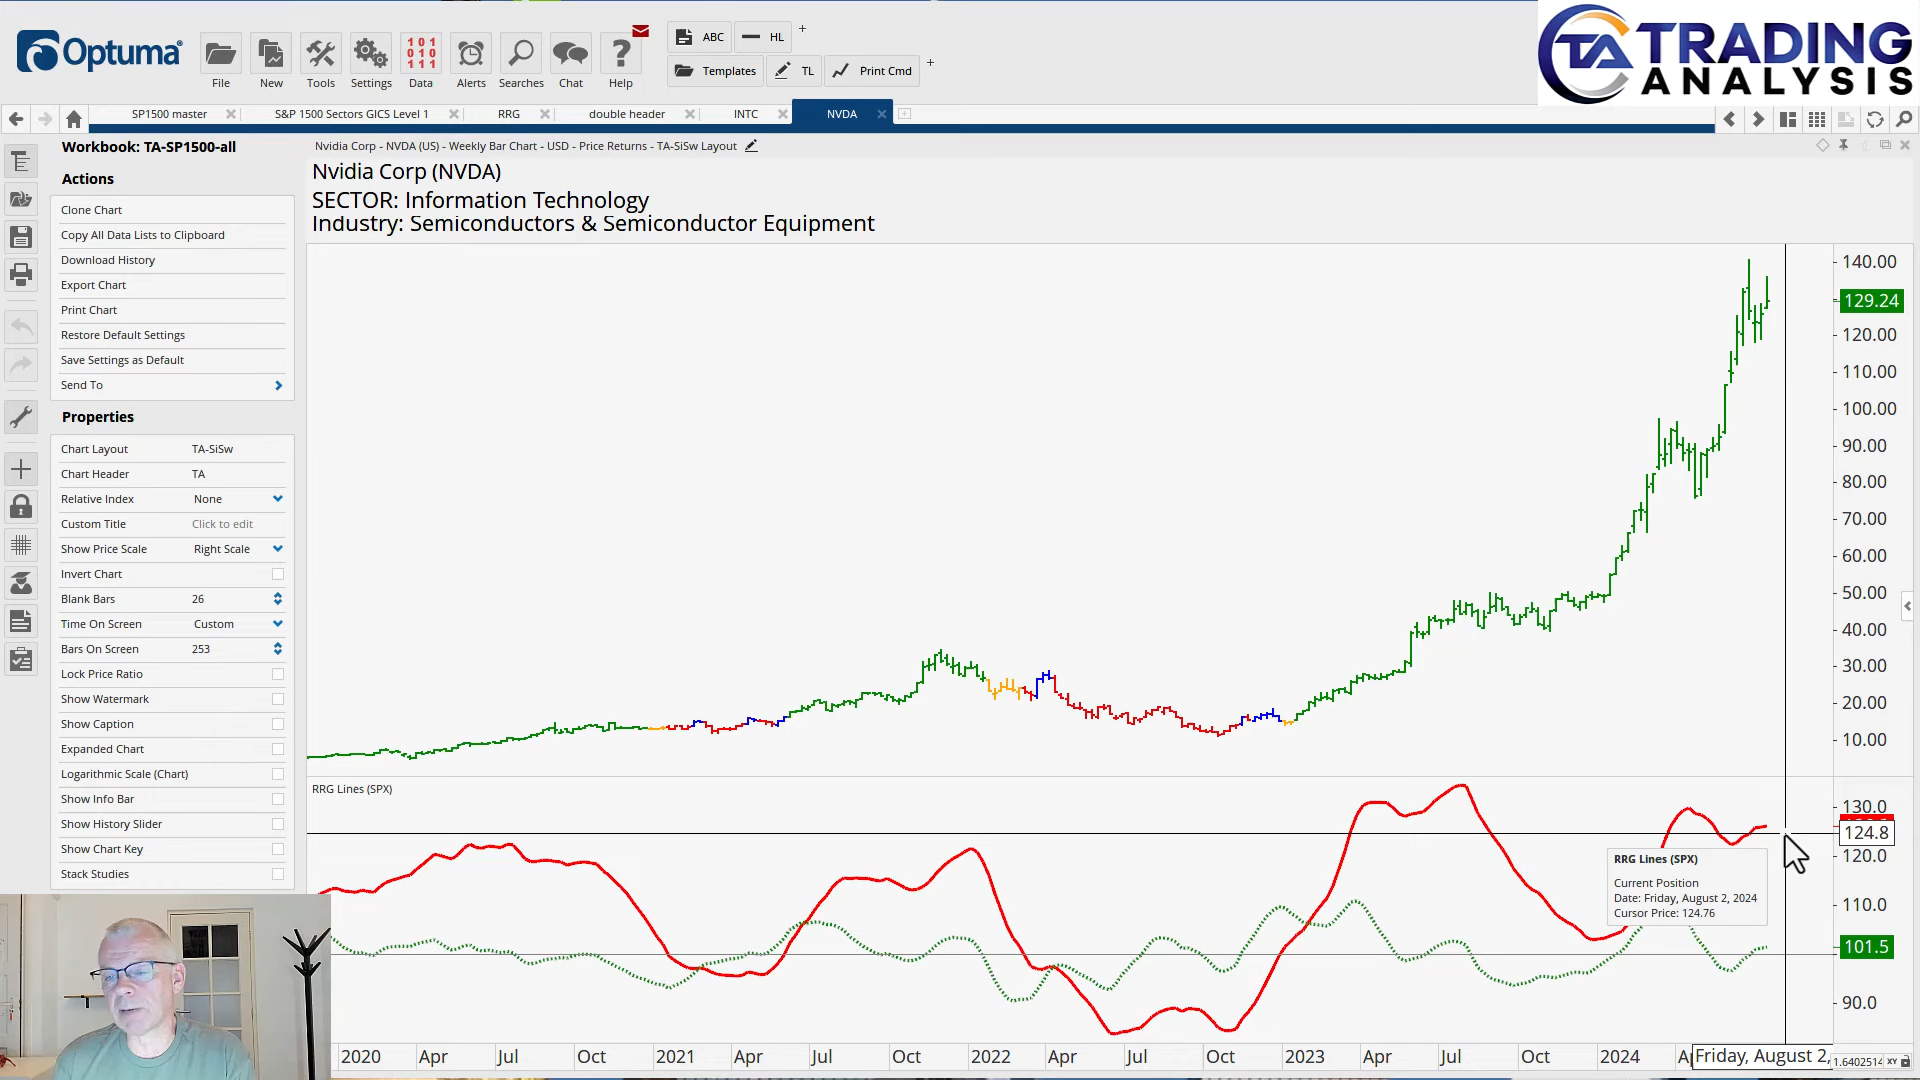 Optuma
File
New
Tools
Settings
101
010
111
Data
Alerts
Searches
Chat
?
Help
ABC
HL
+
Templates
TL
Print Cmd
+
TA TRADING
ANALYSIS
SP1500 master
S&P 1500 Sectors GICS Level 1
RRG
double header
INTC
NVDA
Workbook: TA-SP1500-all
Nvidia Corp - NVDA (US) - Weekly Bar Chart - USD - Price Returns - TA-SiSw Layout
Actions
Clone Chart
Copy All Data Lists to Clipboard
Download History
Export Chart
Print Chart
Restore Default Settings
Save Settings as Default
Send To
Properties
Chart Layout TA-SiSw
Chart Header TA
Relative Index None
Custom Title Click to edit
Show Price Scale Right Scale
Invert Chart
Blank Bars 26
Time On Screen Custom
Bars On Screen 253
Lock Price Ratio
Show Watermark
Show Caption
Expanded Chart
Logarithmic Scale (Chart)
Show Info Bar
Show History Slider
Show Chart Key
Stack Studies
Nvidia Corp (NVDA)
SECTOR: Information Technology
Industry: Semiconductors & Semiconductor Equipment
140.00
129.24
120.00
110.00
100.00
90.00
80.00
70.00
60.00
50.00
40.00
30.00
20.00
10.00
RRG Lines (SPX)
130.0
124.8
120.0
110.0
101.5
90.0
RRG Lines (SPX)
Current Position
Date: Friday, August 2, 2024
Cursor Price: 124.76
2020 Apr Jul Oct 2021 Apr Jul Oct 2022 Apr Jul Oct 2023 Apr Jul Oct 2024
Friday, August 2,
1.6402514 XY